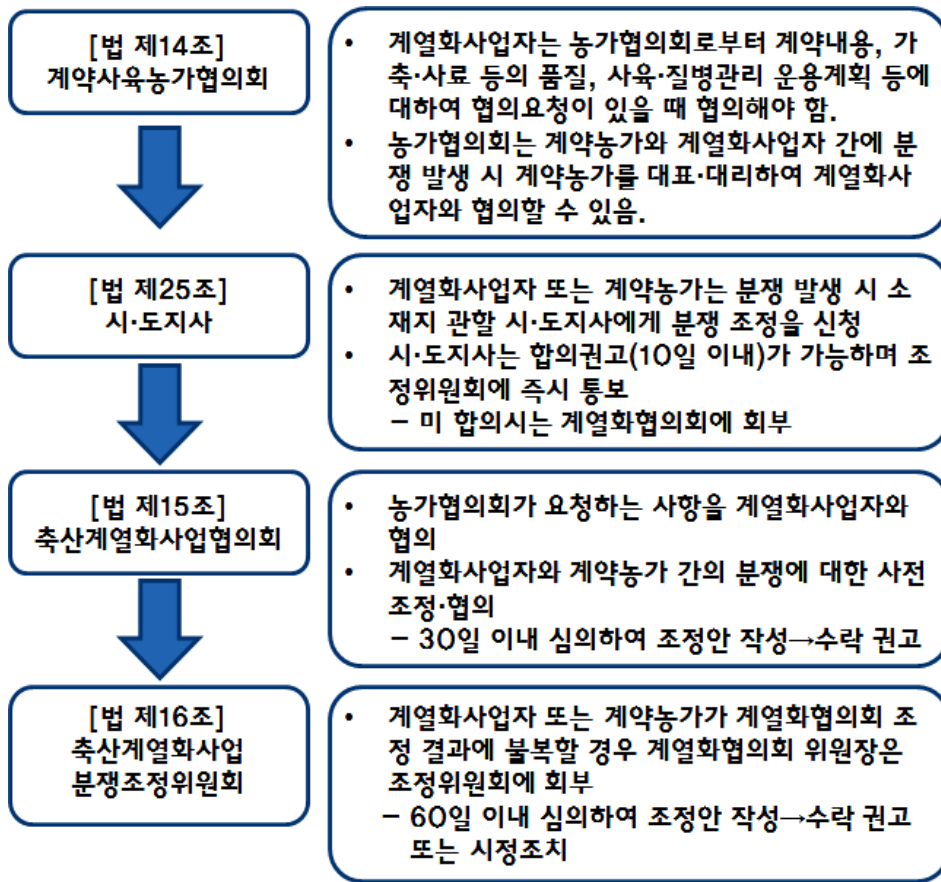 [법 제14조]
계약사육농가협의회
• 계열화사업자는 농가협의회로부터 계약내용, 가
축·사료 등의 품질, 사육·질병관리 운용계획 등에
대하여 협의요청이 있을 때 협의해야 함.
• 농가협의회는 계약농가와 계열화사업자 간에 분
쟁 발생 시 계약농가를 대표·대리하여 계열화사
업자와 협의할 수 있음.
[법 제25조]
시·도지사
• 계열화사업자 또는 계약농가는 분쟁 발생 시 소
재지 관할 시·도지사에게 분쟁 조정을 신청
• 시·도지사는 합의권고(10일 이내)가 가능하며 조
정위원회에 즉시 통보
– 미 합의시는 계열화협의회에 회부
[법 제15조]
축산계열화사업협의회
• 농가협의회가 요청하는 사항을 계열화사업자와
협의
• 계열화사업자와 계약농가 간의 분쟁에 대한 사전
조정·협의
– 30일 이내 심의하여 조정안 작성→수락 권고
[법 제16조]
축산계열화사업
분쟁조정위원회
• 계열화사업자 또는 계약농가가 계열화협의회 조
정 결과에 불복할 경우 계열화협의회 위원장은
조정위원회에 회부
– 60일 이내 심의하여 조정안 작성→수락 권고
또는 시정조치